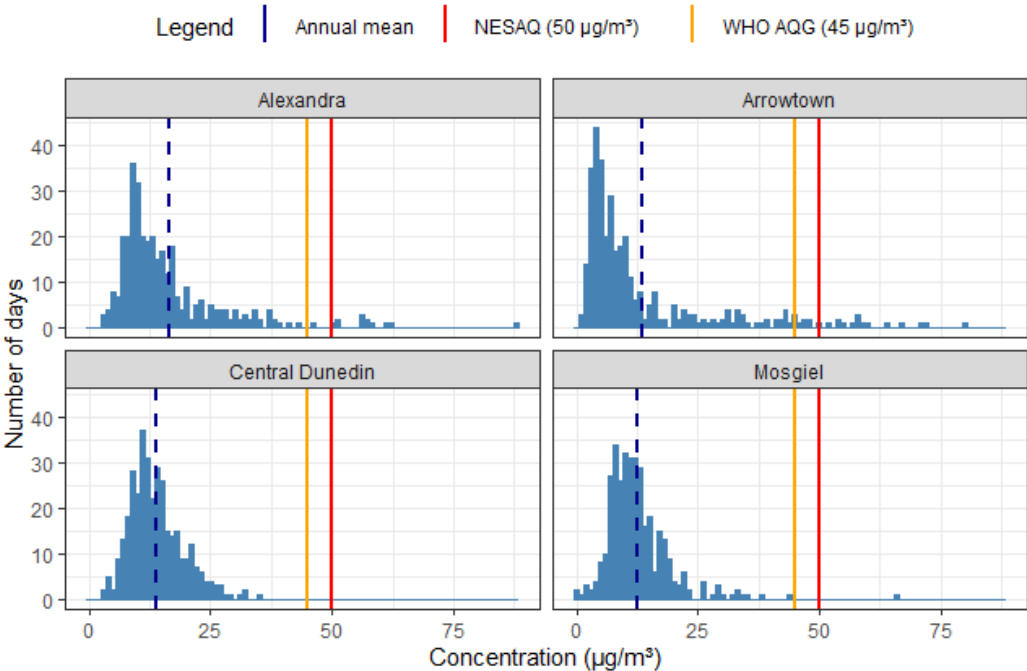 Legend Annual mean NESAQ (50 µg/m³) WHO AQG (45 µg/m³)
Alexandra Arrowtown
40
30
20
10
0
Central Dunedin Mosgiel
40
30
20
10
0
Number of days
0 25 50 75 0 25 50 75
Concentration (µg/m³)